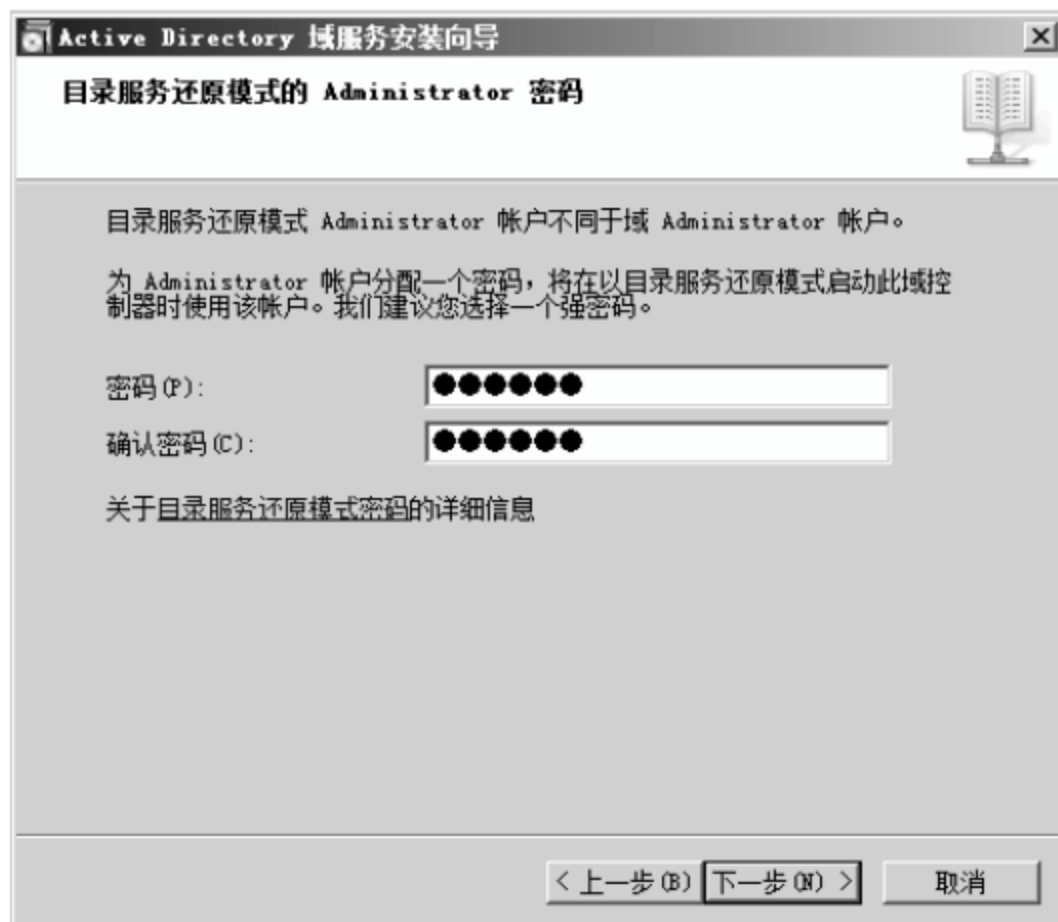 Active Directory 域服务安装向导
目录服务还原模式的 Administrator 密码
目录服务还原模式 Administrator 帐户不同于域 Administrator 帐户。
为 Administrator 帐户分配一个密码，将在以目录服务还原模式启动此域控
制器时使用该帐户。我们建议您选择一个强密码。
密码(P):
确认密码(C):
关于目录服务还原模式密码的详细信息
< 上一步(B) 下一步(N) > 取消